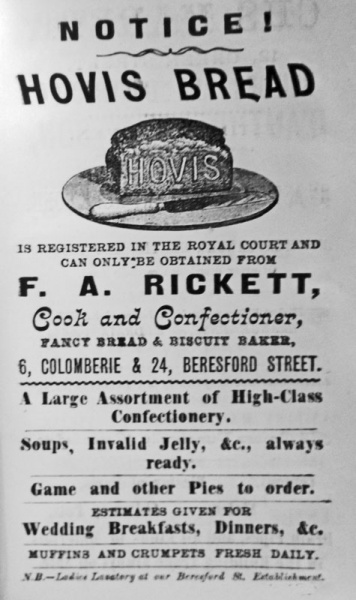 NOTICE!
HOVIS BREAD
HOVIS
IS REGISTERED IN THE ROYAL COURT AND
CAN ONLY BE OBTAINED FROM
F. A. RICKETT,
Cook and Confectioner,
FANCY BREAD & BISCUIT BAKER,
6, COLOMBERIE & 24, BERESFORD STREET.
A Large Assortment of High-Class
Confectionery.
Soups, Invalid Jelly, &c., always
ready.
Game and other Pies to order.
ESTIMATES GIVEN FOR
Wedding Breakfasts, Dinners, &c.
MUFFINS AND CRUMPETS FRESH DAILY.
N.B.—Ladies Lavatory at our Beresford St. Establishment.